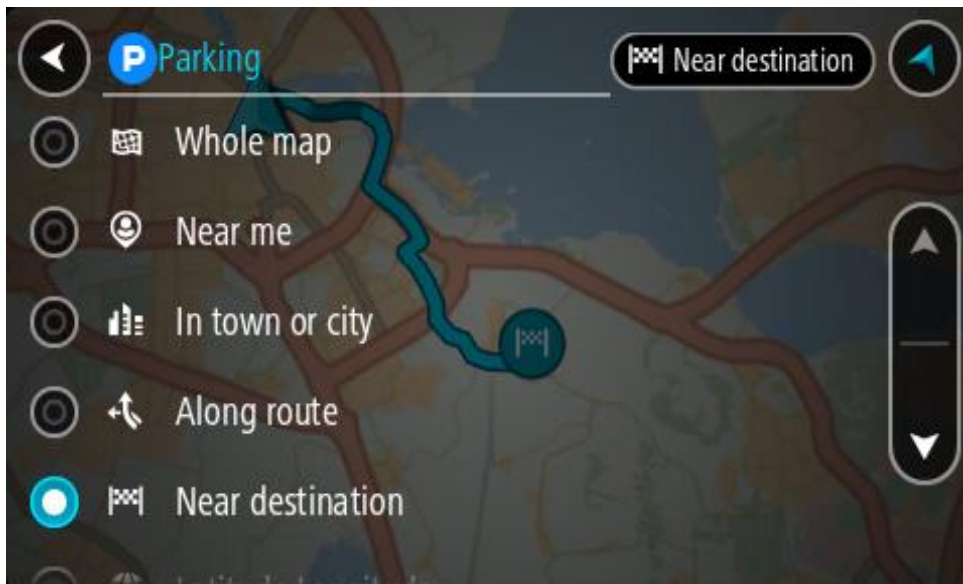 P Parking
Near destination
Whole map
Near me
In town or city
Along route
Near destination